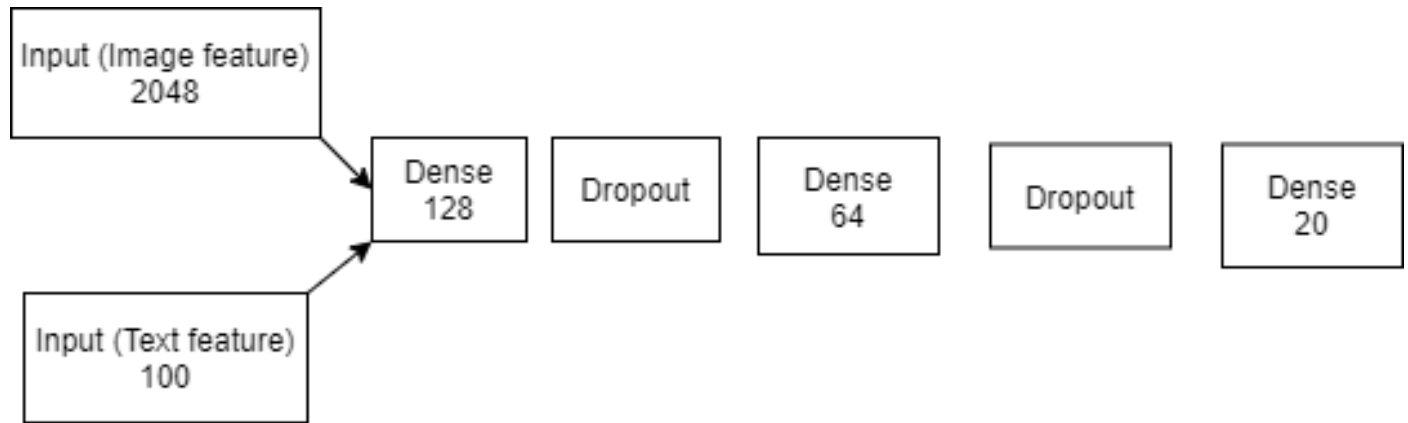 Input (Image feature)
2048
Dense
128
Dropout
Dense
64
Dropout
Dense
20
Input (Text feature)
100